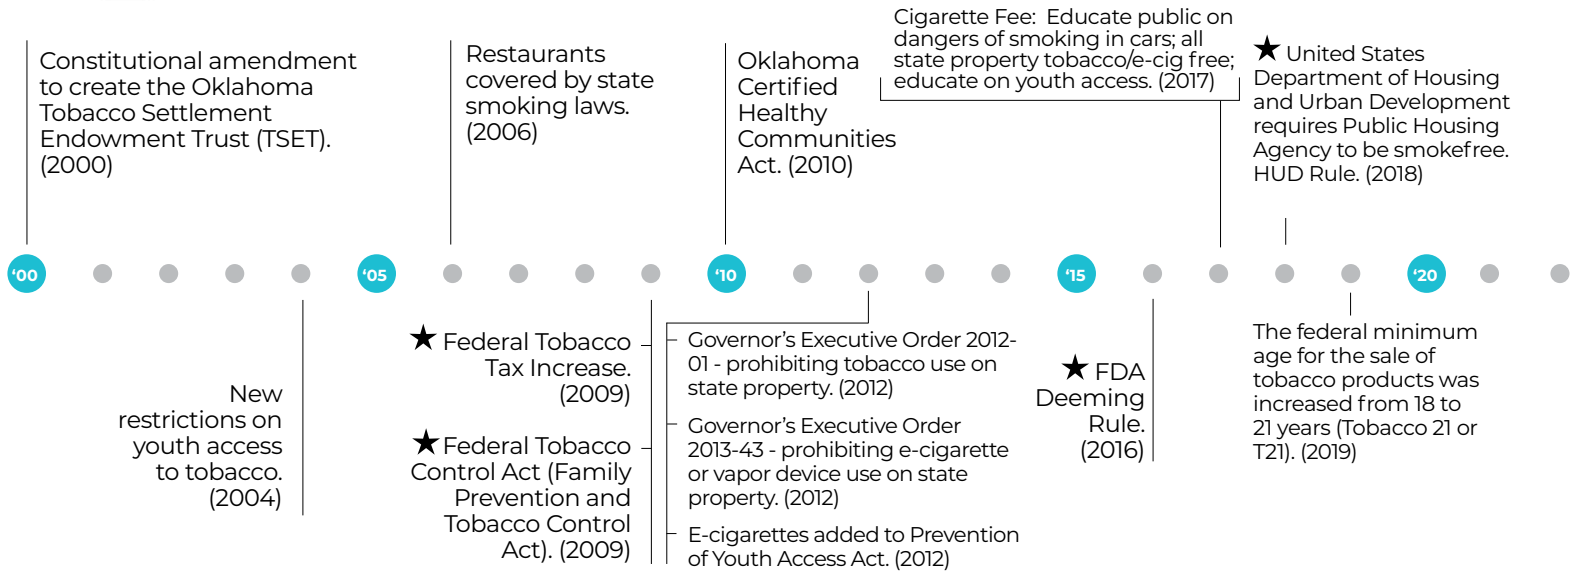 Constitutional amendment
to create the Oklahoma
Tobacco Settlement
Endowment Trust (TSET).
(2000)
Restaurants
covered by state
smoking laws.
(2006)
Oklahoma
Certified
Healthy
Communities
Act. (2010)
Cigarette Fee: Educate public on
dangers of smoking in cars; all
state property tobacco/e-cig free;
educate on youth access. (2017)
★ United States
Department of Housing
and Urban Development
requires Public Housing
Agency to be smokefree.
HUD Rule. (2018)
‘00
‘05
‘10
‘15
‘20
New
restrictions on
youth access
to tobacco.
(2004)
★ Federal Tobacco
Tax Increase.
(2009)
★ Federal Tobacco
Control Act (Family
Prevention and
Tobacco Control
Act). (2009)
Governor’s Executive Order 2012-
01 - prohibiting tobacco use on
state property. (2012)
Governor’s Executive Order
2013-43 - prohibiting e-cigarette
or vapor device use on state
property. (2012)
E-cigarettes added to Prevention
of Youth Access Act. (2012)
★ FDA
Deeming
Rule.
(2016)
The federal minimum
age for the sale of
tobacco products was
increased from 18 to
21 years (Tobacco 21 or
T21). (2019)